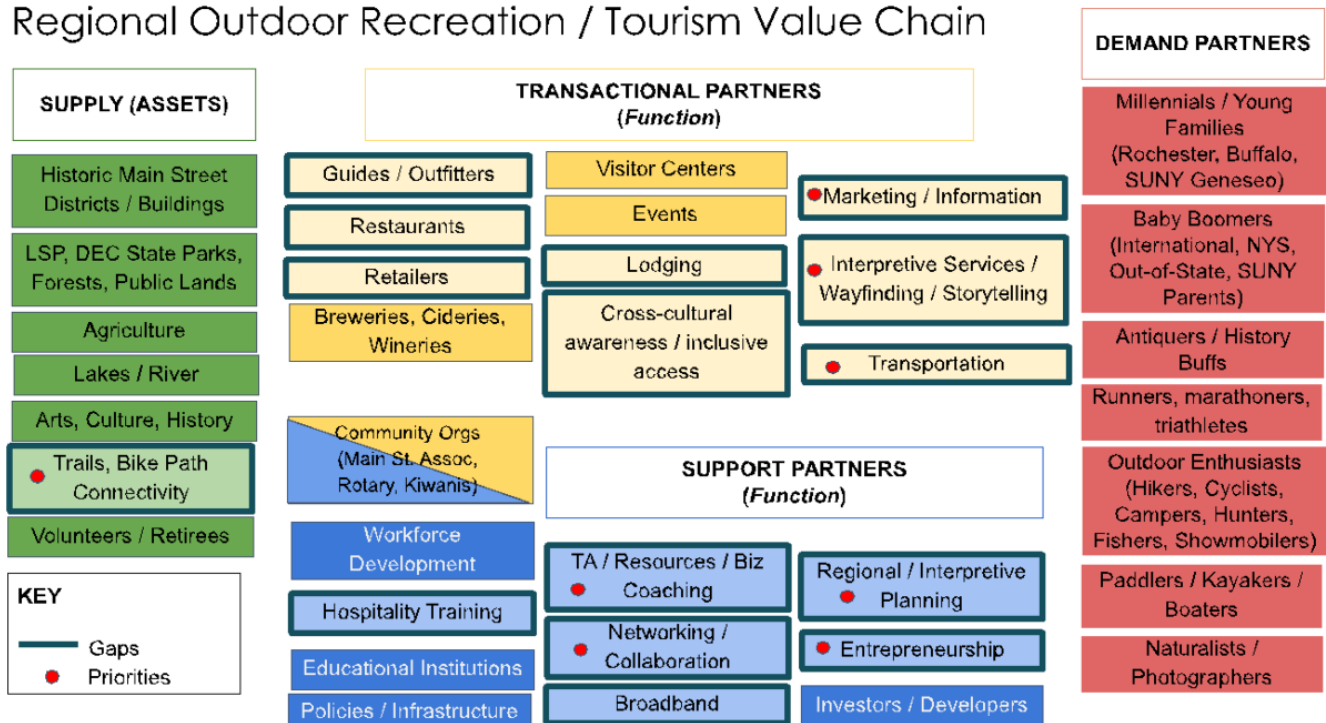 Regional Outdoor Recreation / Tourism Value Chain
SUPPLY (ASSETS)
Historic Main Street
Districts / Buildings
LSP, DEC State Parks,
Forests, Public Lands
Agriculture
Lakes / River
Arts, Culture, History
Trails, Bike Path
Connectivity
Volunteers / Retirees
KEY
Gaps
Priorities
TRANSACTIONAL PARTNERS
(Function)
Guides / Outfitters
Restaurants
Retailers
Breweries, Cideries,
Wineries
Visitor Centers
Events
Lodging
Cross-cultural
awareness / inclusive
access
Marketing / Information
Interpretive Services /
Wayfinding / Storytelling
Transportation
Community Orgs
(Main St. Assoc,
Rotary, Kiwanis)
SUPPORT PARTNERS
(Function)
Workforce
Development
Hospitality Training
Educational Institutions
Policies / Infrastructure
TA / Resources / Biz
Coaching
Networking /
Collaboration
Broadband
Regional / Interpretive
Planning
Entrepreneurship
Investors / Developers
DEMAND PARTNERS
Millennials / Young
Families
(Rochester, Buffalo,
SUNY Geneseo)
Baby Boomers
(International, NYS,
Out-of-State, SUNY
Parents)
Antiquers / History
Buffs
Runners, marathoners,
triathletes
Outdoor Enthusiasts
(Hikers, Cyclists,
Campers, Hunters,
Fishers, Showmobilers)
Paddlers / Kayakers /
Boaters
Naturalists /
Photographers